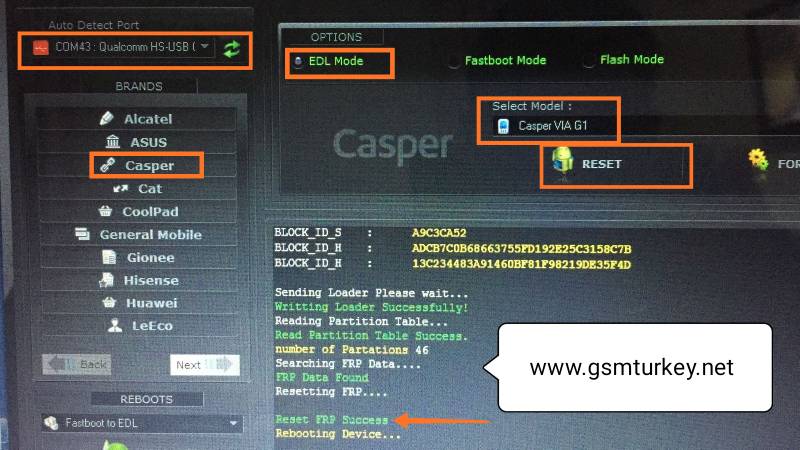 Auto Detect Port
COM43 : Qualcomm HS-USB (
BRANDS
Alcatel
ASUS
Casper
Cat
CoolPad
General Mobile
Gionee
Hisense
Huawei
LeEco
Back
Next
REBOOTS
Fastboot to EDL
OPTIONS
EDL Mode
Fastboot Mode
Flash Mode
Select Model :
Casper VIA G1
Casper
RESET
FOR
BLOCK_ID_S : A9C3CA52
BLOCK_ID_H : ADCB7C0B68663755FD192E25C3158C7B
BLOCK_ID_H : 13C234483A91460BF81F98219DE35F4D
Sending Loader Please wait...
Writting Loader Successfully!
Reading Partition Table...
Read Partition Table Success.
number of Partations 46
Searching FRP Data....
FRP Data Found
Resetting FRP....
Reset FRP Success
Rebooting Device...
www.gsmturkey.net